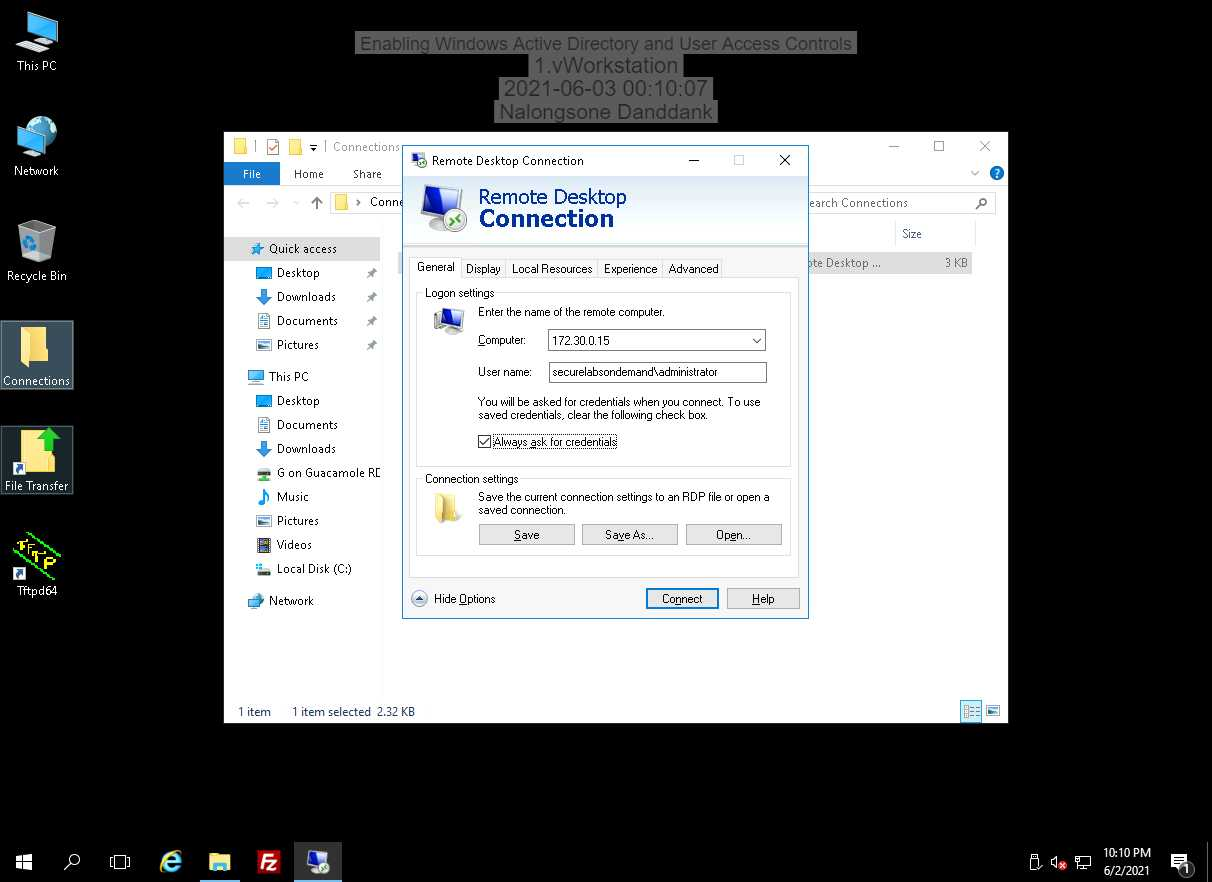 Enabling Windows Active Directory and User Access Controls
1.vWorkstation
2021-06-03 00:10:07
Nalongsone Danddank
This PC
Network
Recycle Bin
Connections
File Transfer
TFTP
Tftpd64
Connections
File
Home
Share
Conne
earch Connections
Size
ote Desktop ...
3 KB
Quick access
Desktop
Downloads
Documents
Pictures
This PC
Desktop
Documents
Downloads
G on Guacamole RD
Music
Pictures
Videos
Local Disk (C:)
Network
1 item
1 item selected 2.32 KB
Remote Desktop Connection
Remote Desktop
Connection
General
Display
Local Resources
Experience
Advanced
Logon settings
Enter the name of the remote computer.
Computer:
172.30.0.15
User name:
securelabsondemand\administrator
You will be asked for credentials when you connect. To use
saved credentials, clear the following check box.
Always ask for credentials
Connection settings
Save the current connection settings to an RDP file or open a
saved connection.
Save
Save As...
Open...
Hide Options
Connect
Help
10:10 PM
6/2/2021
1